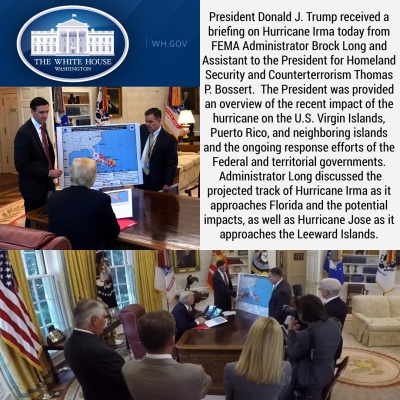 THE WHITE HOUSE
WASHINGTON
WH.GOV
President Donald J. Trump received a
briefing on Hurricane Irma today from
FEMA Administrator Brock Long and
Assistant to the President for Homeland
Security and Counterterrorism Thomas
P. Bossert. The President was provided
an overview of the recent impact of the
hurricane on the U.S. Virgin Islands,
Puerto Rico, and neighboring islands
and the ongoing response efforts of the
Federal and territorial governments.
Administrator Long discussed the
projected track of Hurricane Irma as it
approaches Florida and the potential
impacts, as well as Hurricane Jose as it
approaches the Leeward Islands.